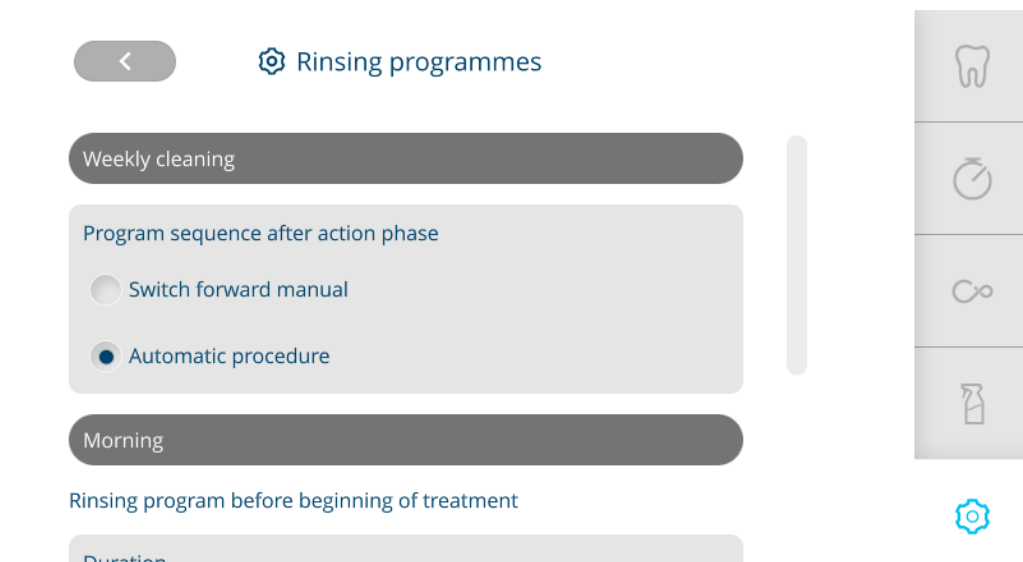 Rinsing programmes
Weekly cleaning
Program sequence after action phase
Switch forward manual
Automatic procedure
Morning
Rinsing program before beginning of treatment
Duration